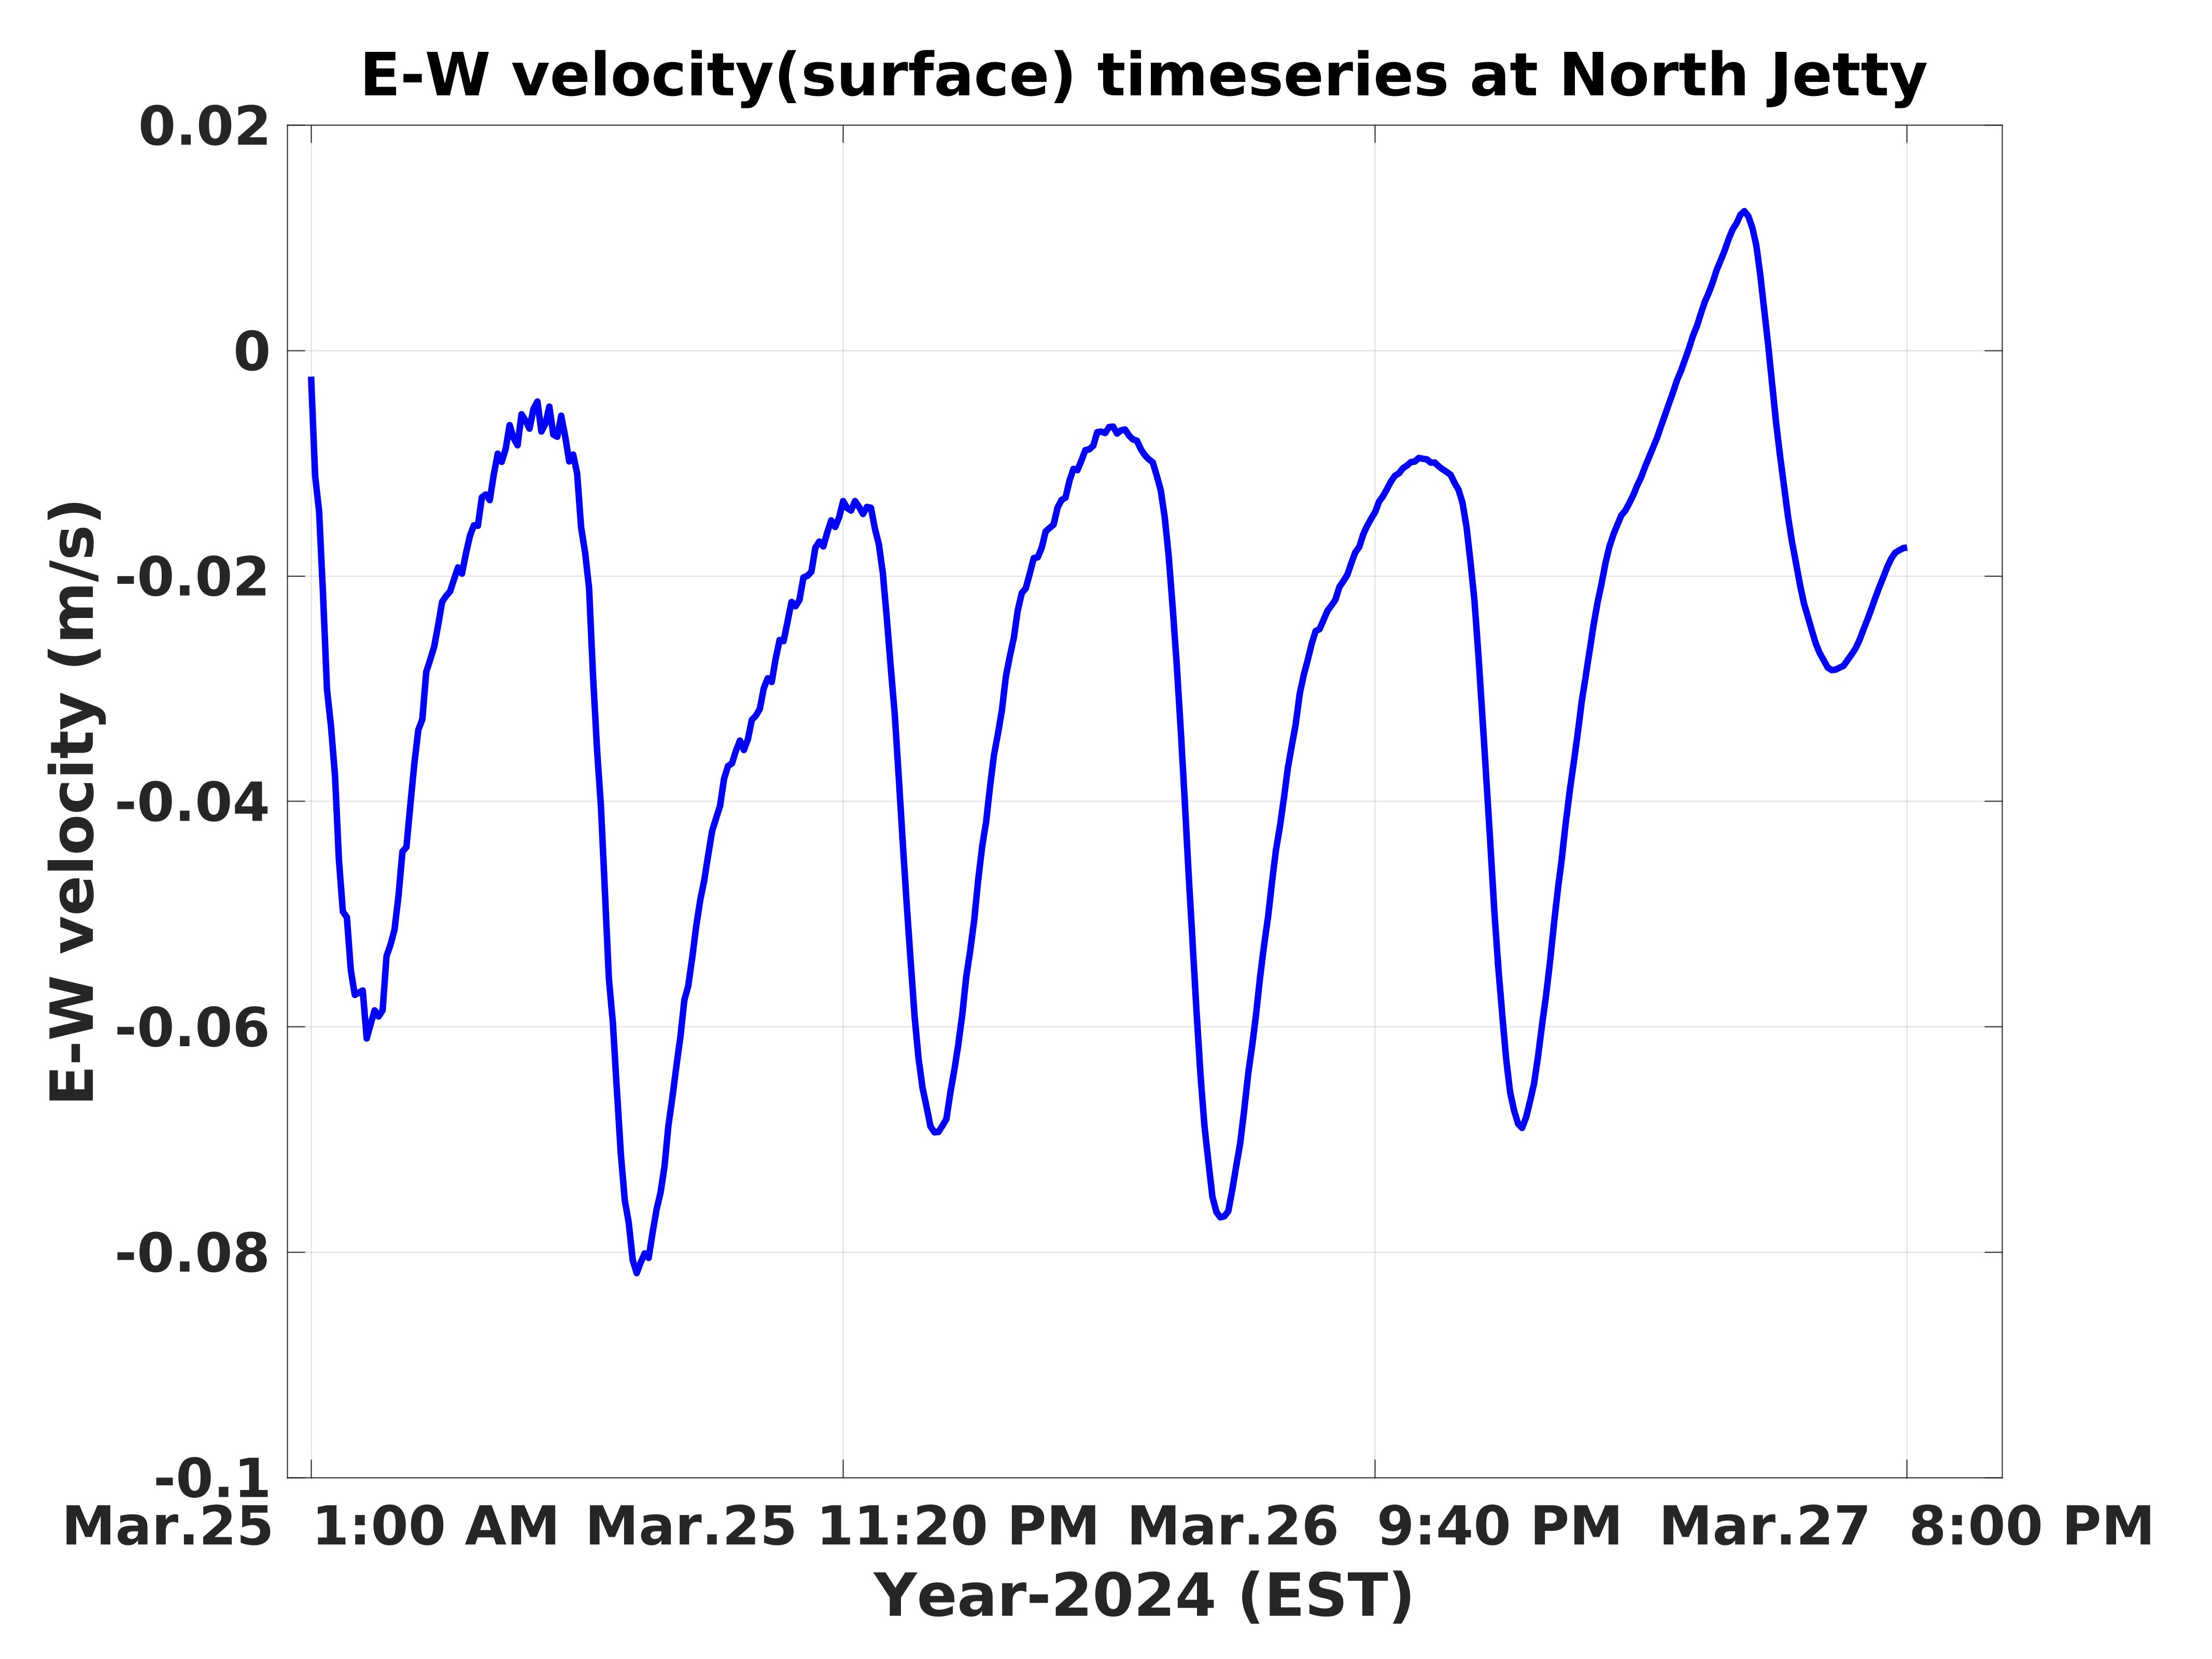 E-W velocity(surface) timeseries at North Jetty
E-W velocity (m/s)
0.02
0
-0.02
-0.04
-0.06
-0.08
-0.1
Mar.25 1:00 AM Mar.25 11:20 PM Mar.26 9:40 PM Mar.27 8:00 PM
Year-2024 (EST)